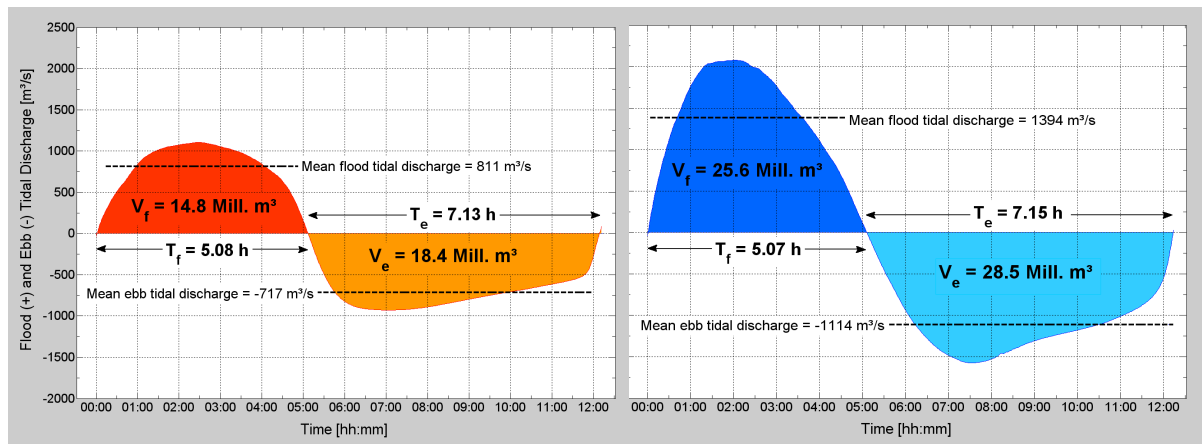 Flood (+) and Ebb (-) Tidal Discharge [m³/s]
2500
2000
1500
1000
500
0
-500
-1000
-1500
-2000
Mean flood tidal discharge = 811 m³/s
V_f = 14.8 Mill. m³
T_e = 7.13 h
T_f = 5.08 h
V_e = 18.4 Mill. m³
Mean ebb tidal discharge = -717 m³/s
00:00 01:00 02:00 03:00 04:00 05:00 06:00 07:00 08:00 09:00 10:00 11:00 12:00
Time [hh:mm]
Mean flood tidal discharge = 1394 m³/s
V_f = 25.6 Mill. m³
T_e = 7.15 h
T_f = 5.07 h
V_e = 28.5 Mill. m³
Mean ebb tidal discharge = -1114 m³/s
00:00 01:00 02:00 03:00 04:00 05:00 06:00 07:00 08:00 09:00 10:00 11:00 12:00
Time [hh:mm]